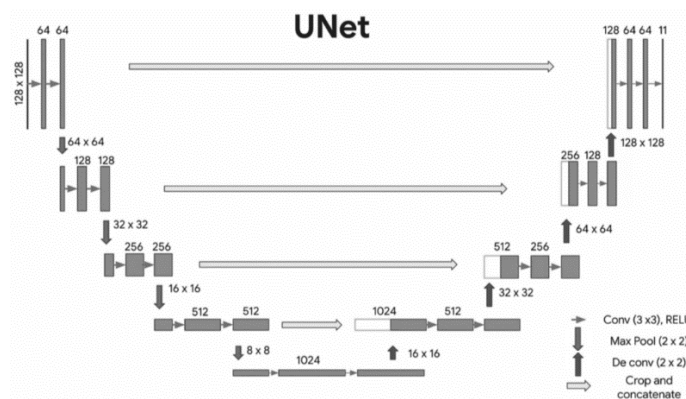 UNet
64 64
128 x 128
128 64 64 11
64 x 64
128 x 128
128 128
256 128
32 x 32
64 x 64
256 256
512 256
16 x 16
32 x 32
512 512
1024 512
8 x 8
16 x 16
1024
Conv (3 x3), RELU
Max Pool (2 x 2)
De conv (2 x 2)
Crop and
concatenate